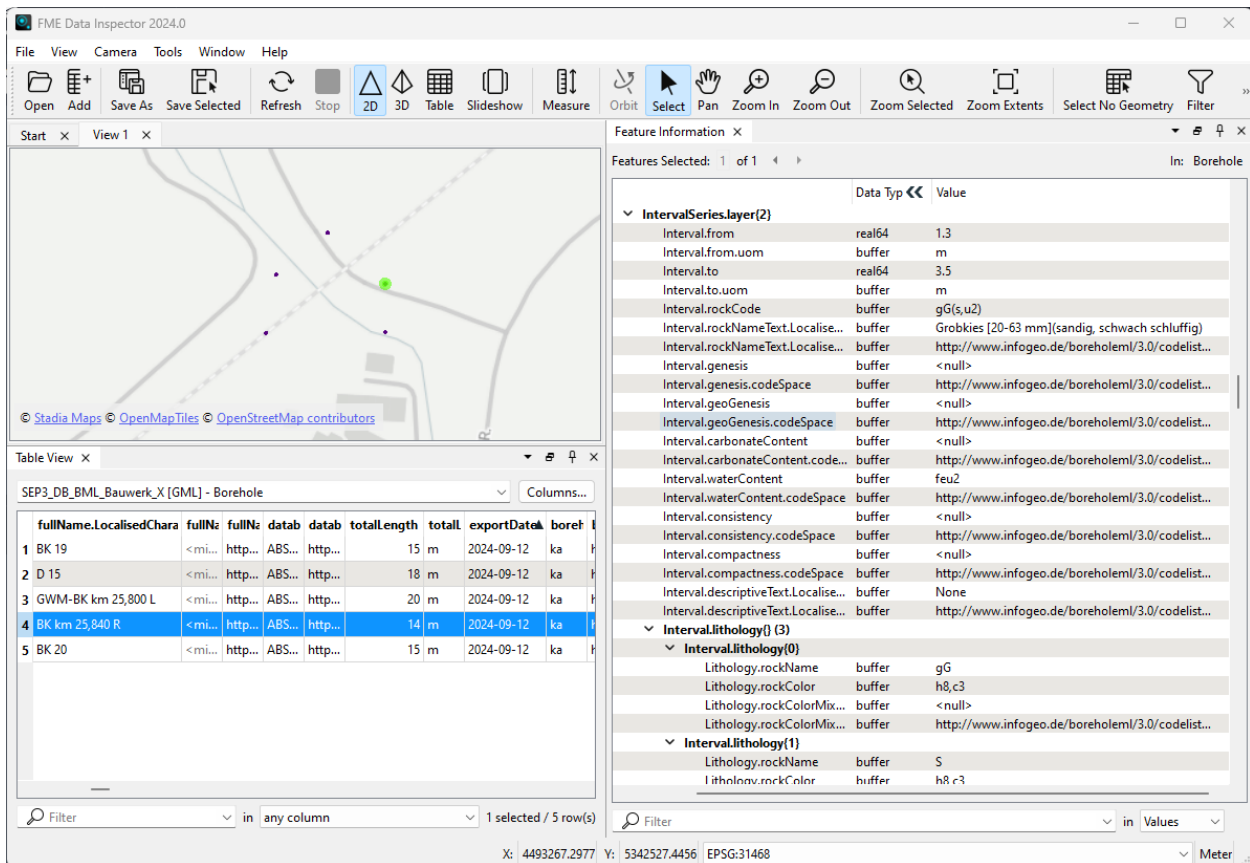 FME Data Inspector 2024.0
File View Camera Tools Window Help
Open Add Save As Save Selected Refresh Stop 2D 3D Table Slideshow Measure Orbit Select Pan Zoom In Zoom Out Zoom Selected Zoom Extents Select No Geometry Filter
Start View 1
R.
© Stadia Maps © OpenMapTiles © OpenStreetMap contributors
Table View
SEP3_DB_BML_Bauwerk_X [GML] - Borehole Columns...
fullName.LocalisedChara fullNa fullNa datab datab totalLength totalL exportDate boreh
1 BK 19 <mi... http... ABS... http... 15 m 2024-09-12 ka
2 D 15 <mi... http... ABS... http... 18 m 2024-09-12 ka
3 GWM-BK km 25,800 L <mi... http... ABS... http... 20 m 2024-09-12 ka
4 BK km 25,840 R <mi... http... ABS... http... 14 m 2024-09-12 ka
5 BK 20 <mi... http... ABS... http... 15 m 2024-09-12 ka
Filter in any column 1 selected / 5 row(s)
Feature Information
Features Selected: 1 of 1 In: Borehole
Data Typ Value
IntervalSeries.layer{2}
Interval.from real64 1.3
Interval.from.uom buffer m
Interval.to real64 3.5
Interval.to.uom buffer m
Interval.rockCode buffer gG(s,u2)
Interval.rockNameText.Localise... buffer Grobkies [20-63 mm](sandig, schwach schluffig)
Interval.rockNameText.Localise... buffer http://www.infogeo.de/boreholeml/3.0/codelist...
Interval.genesis buffer <null>
Interval.genesis.codeSpace buffer http://www.infogeo.de/boreholeml/3.0/codelist...
Interval.geoGenesis buffer <null>
Interval.geoGenesis.codeSpace buffer http://www.infogeo.de/boreholeml/3.0/codelist...
Interval.carbonateContent buffer <null>
Interval.carbonateContent.code... buffer http://www.infogeo.de/boreholeml/3.0/codelist...
Interval.waterContent buffer feu2
Interval.waterContent.codeSpace buffer http://www.infogeo.de/boreholeml/3.0/codelist...
Interval.consistency buffer <null>
Interval.consistency.codeSpace buffer http://www.infogeo.de/boreholeml/3.0/codelist...
Interval.compactness buffer <null>
Interval.compactness.codeSpace buffer http://www.infogeo.de/boreholeml/3.0/codelist...
Interval.descriptiveText.Localise... buffer None
Interval.descriptiveText.Localise... buffer http://www.infogeo.de/boreholeml/3.0/codelist...
Interval.lithology{} (3)
Interval.lithology{0}
Lithology.rockName buffer gG
Lithology.rockColor buffer h8,c3
Lithology.rockColorMix... buffer <null>
Lithology.rockColorMix... buffer http://www.infogeo.de/boreholeml/3.0/codelist...
Interval.lithology{1}
Lithology.rockName buffer S
Lithology.rockColor buffer h8,c3
Filter in Values
X: 4493267.2977 Y: 5342527.4456 EPSG:31468 Meter